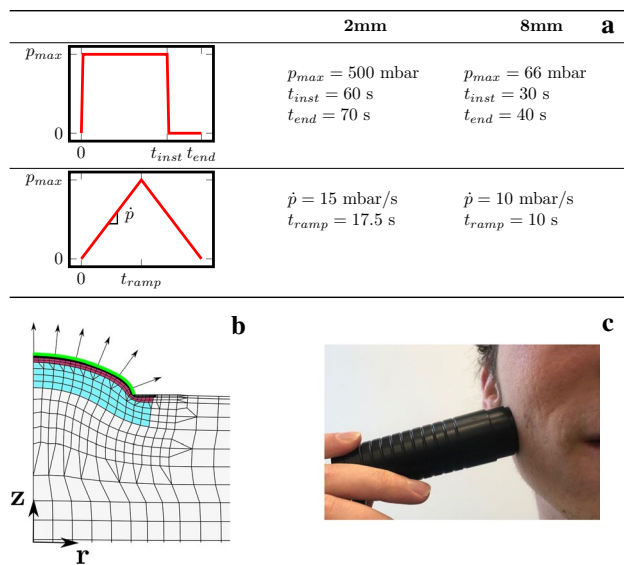 2mm 8mm a
p_max
0
0 t_inst t_end
p_max = 500 mbar
t_inst = 60 s
t_end = 70 s
p_max = 66 mbar
t_inst = 30 s
t_end = 40 s
p_max
ṗ
0
0 t_ramp
ṗ = 15 mbar/s
t_ramp = 17.5 s
ṗ = 10 mbar/s
t_ramp = 10 s
b
z
r
c